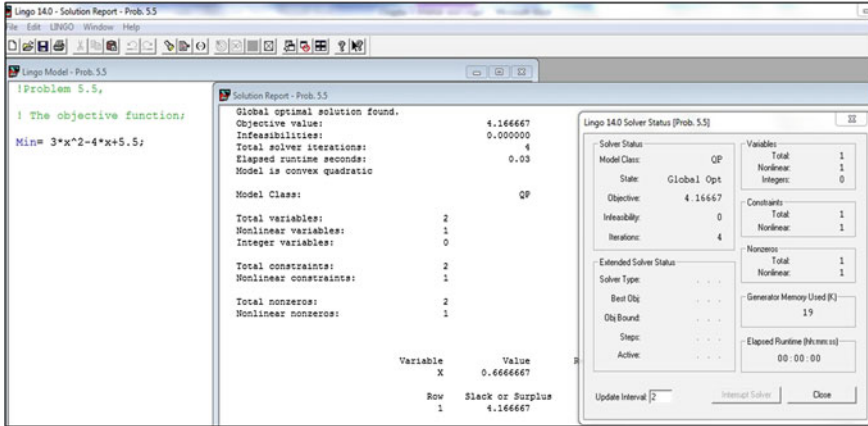 Lingo 14.0 - Solution Report - Prob. 5.5
File Edit LINGO Window Help
Lingo Model - Prob. 5.5
!Problem 5.5,
! The objective function;
Min= 3*x^2-4*x+5.5;
Solution Report - Prob. 5.5
Global optimal solution found.
Objective value: 4.166667
Infeasibilities: 0.000000
Total solver iterations: 4
Elapsed runtime seconds: 0.03
Model is convex quadratic
Model Class: QP
Total variables: 2
Nonlinear variables: 1
Integer variables: 0
Total constraints: 2
Nonlinear constraints: 1
Total nonzeros: 2
Nonlinear nonzeros: 1
Variable Value R
X 0.6666667
Row Slack or Surplus
1 4.166667
Lingo 14.0 Solver Status [Prob. 5.5]
Solver Status
Model Class: QP
State: Global Opt
Objective: 4.16667
Infeasibility: 0
Iterations: 4
Extended Solver Status
Solver Type: . . .
Best Obj: . . .
Obj Bound: . . .
Steps: . . .
Active: . . .
Variables
Total: 1
Nonlinear: 1
Integers: 0
Constraints
Total: 1
Nonlinear: 1
Nonzeros
Total: 1
Nonlinear: 1
Generator Memory Used (K)
19
Elapsed Runtime (hh:mm:ss)
00:00:00
Update Interval: 2
Interrupt Solver
Close